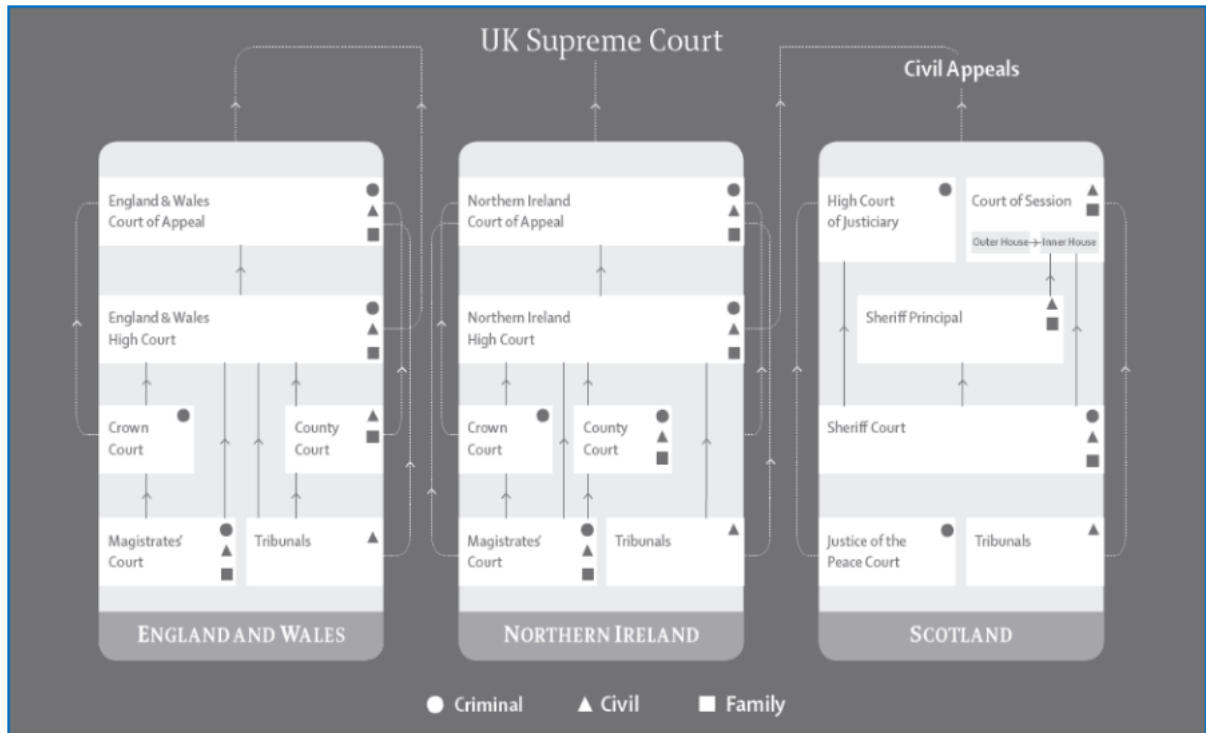 UK Supreme Court
Civil Appeals
England & Wales
Court of Appeal
England & Wales
High Court
Crown
Court
County
Court
Magistrates'
Court
Tribunals
ENGLAND AND WALES
Northern Ireland
Court of Appeal
Northern Ireland
High Court
Crown
Court
County
Court
Magistrates'
Court
Tribunals
NORTHERN IRELAND
High Court
of Justiciary
Court of Session
Outer House
Inner House
Sheriff Principal
Sheriff Court
Justice of the
Peace Court
Tribunals
SCOTLAND
Criminal
Civil
Family